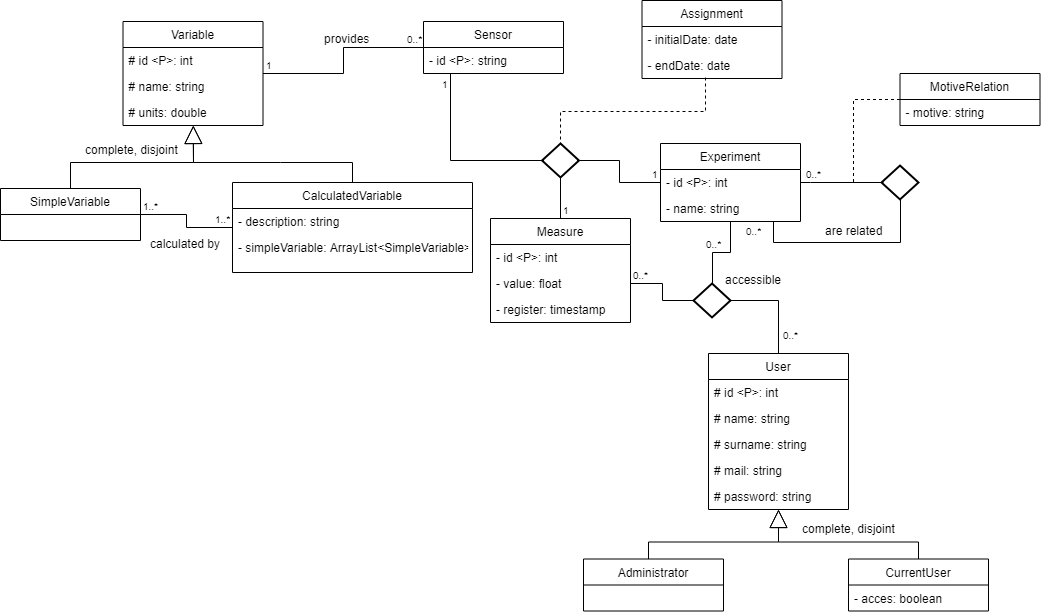 Assignment
- initialDate: date
- endDate: date
Variable
# id <P>: int
# name: string
# units: double
provides
1
0..*
Sensor
- id <P>: string
1
MotiveRelation
- motive: string
complete, disjoint
SimpleVariable
1..*
1..*
calculated by
CalculatedVariable
- description: string
- simpleVariable: ArrayList<SimpleVariable>
1
Experiment
- id <P>: int
- name: string
0..*
0..*
0..*
are related
1
Measure
- id <P>: int
- value: float
- register: timestamp
0..*
accessible
0..*
User
# id <P>: int
# name: string
# surname: string
# mail: string
# password: string
complete, disjoint
Administrator
CurrentUser
- acces: boolean